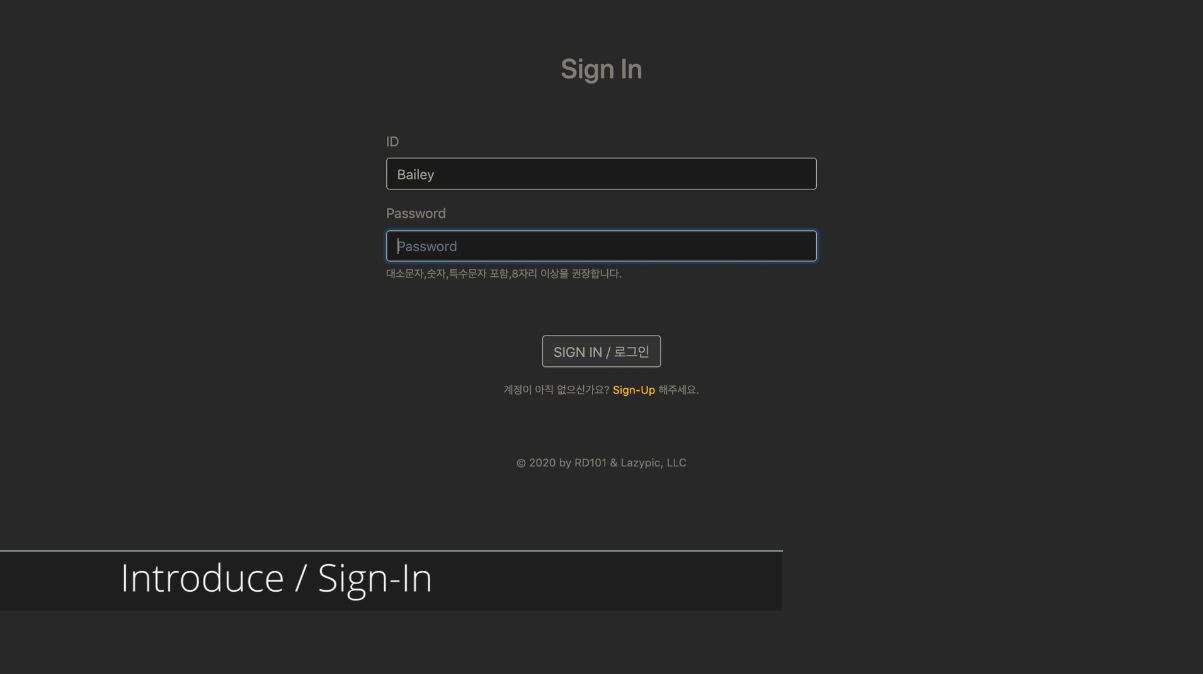 Sign In
ID
Bailey
Password
Password
대소문자,숫자,특수문자 포함,8자리 이상을 권장합니다.
SIGN IN / 로그인
계정이 아직 없으신가요? Sign-Up 해주세요.
© 2020 by RD101 & Lazypic, LLC
Introduce / Sign-In